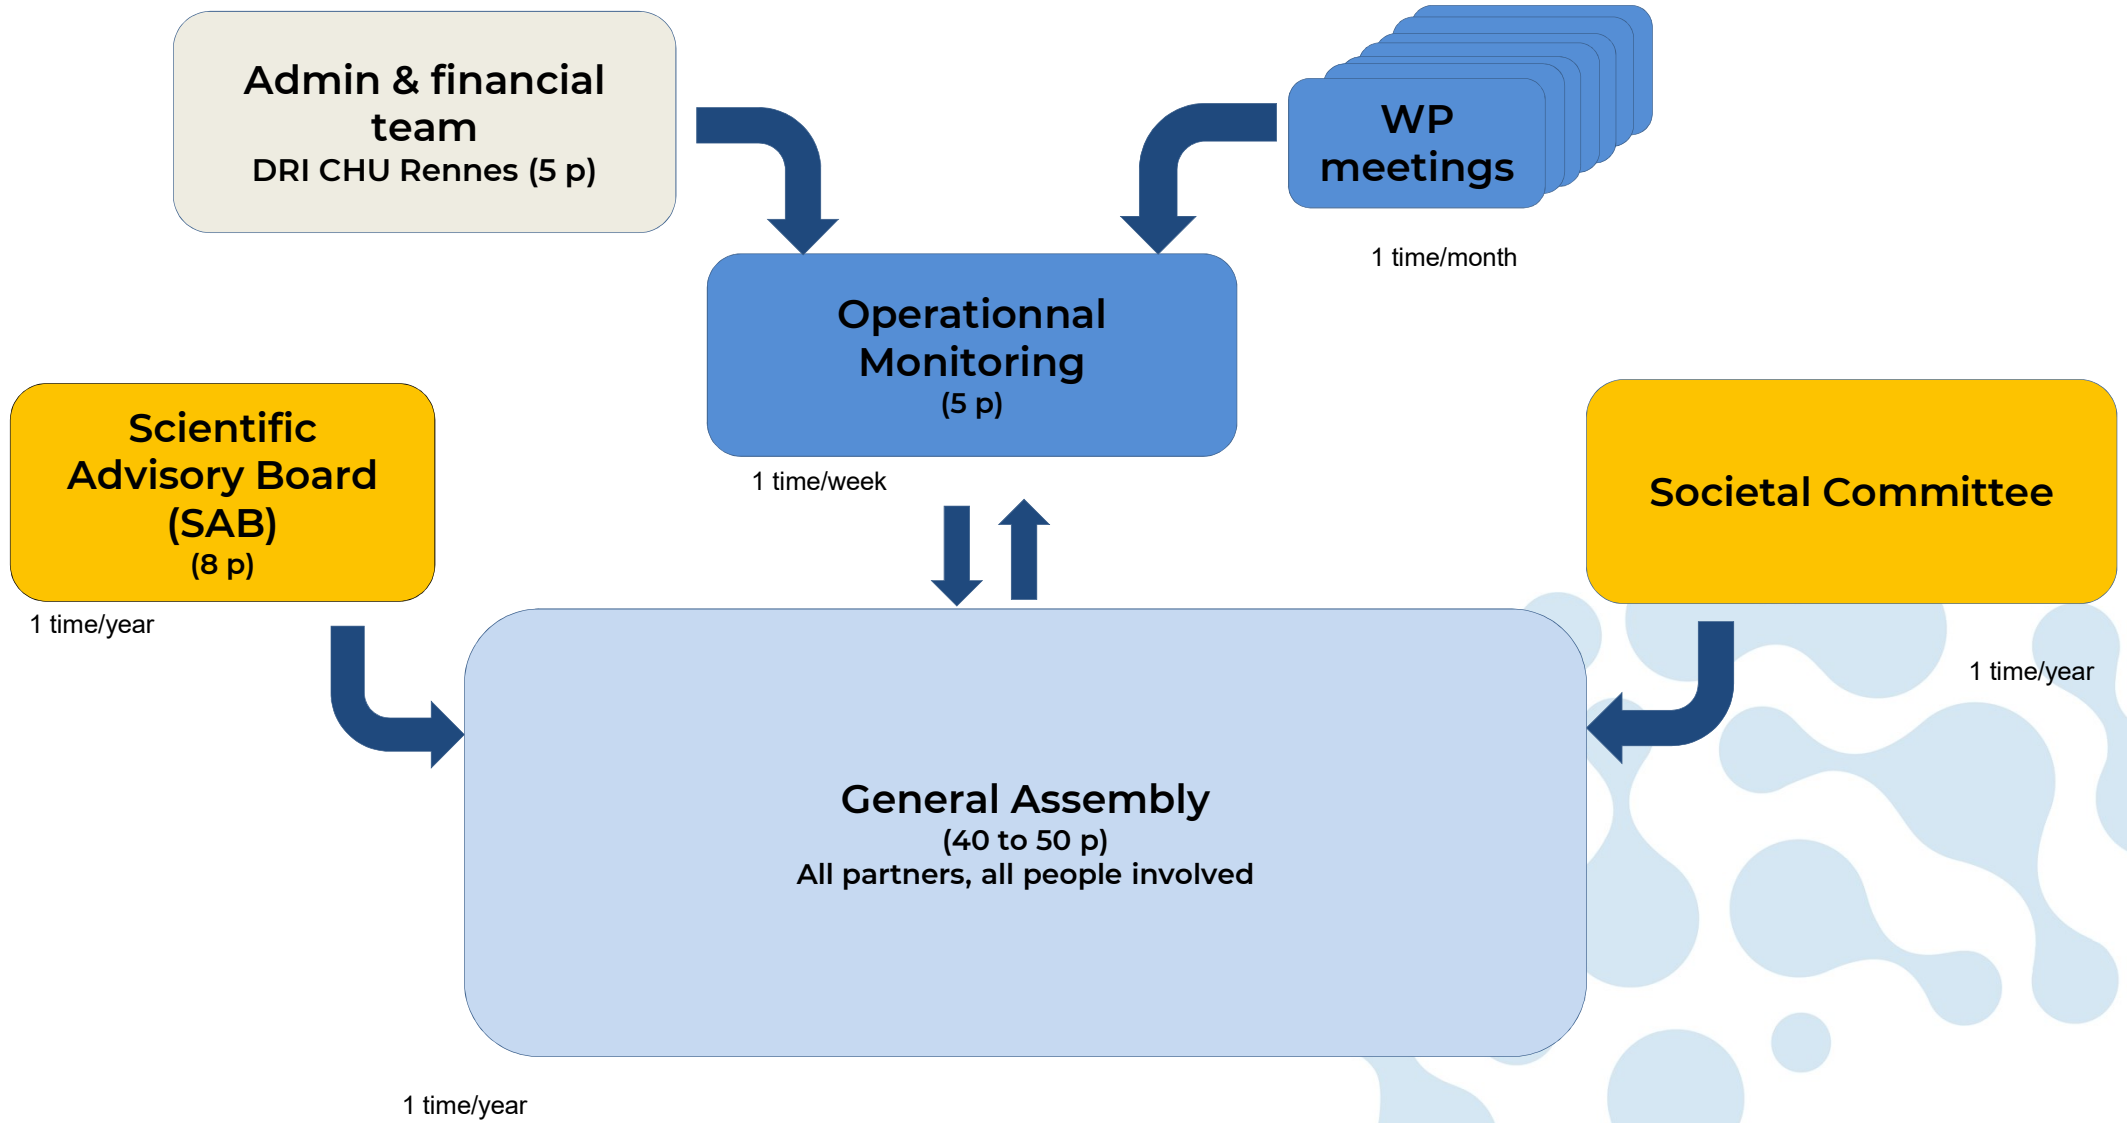 Admin & financial
team
DRI CHU Rennes (5 p)
WP
meetings
1 time/month
Operationnal
Monitoring
(5 p)
1 time/week
Scientific
Advisory Board
(SAB)
(8 p)
1 time/year
Societal Committee
1 time/year
General Assembly
(40 to 50 p)
All partners, all people involved
1 time/year